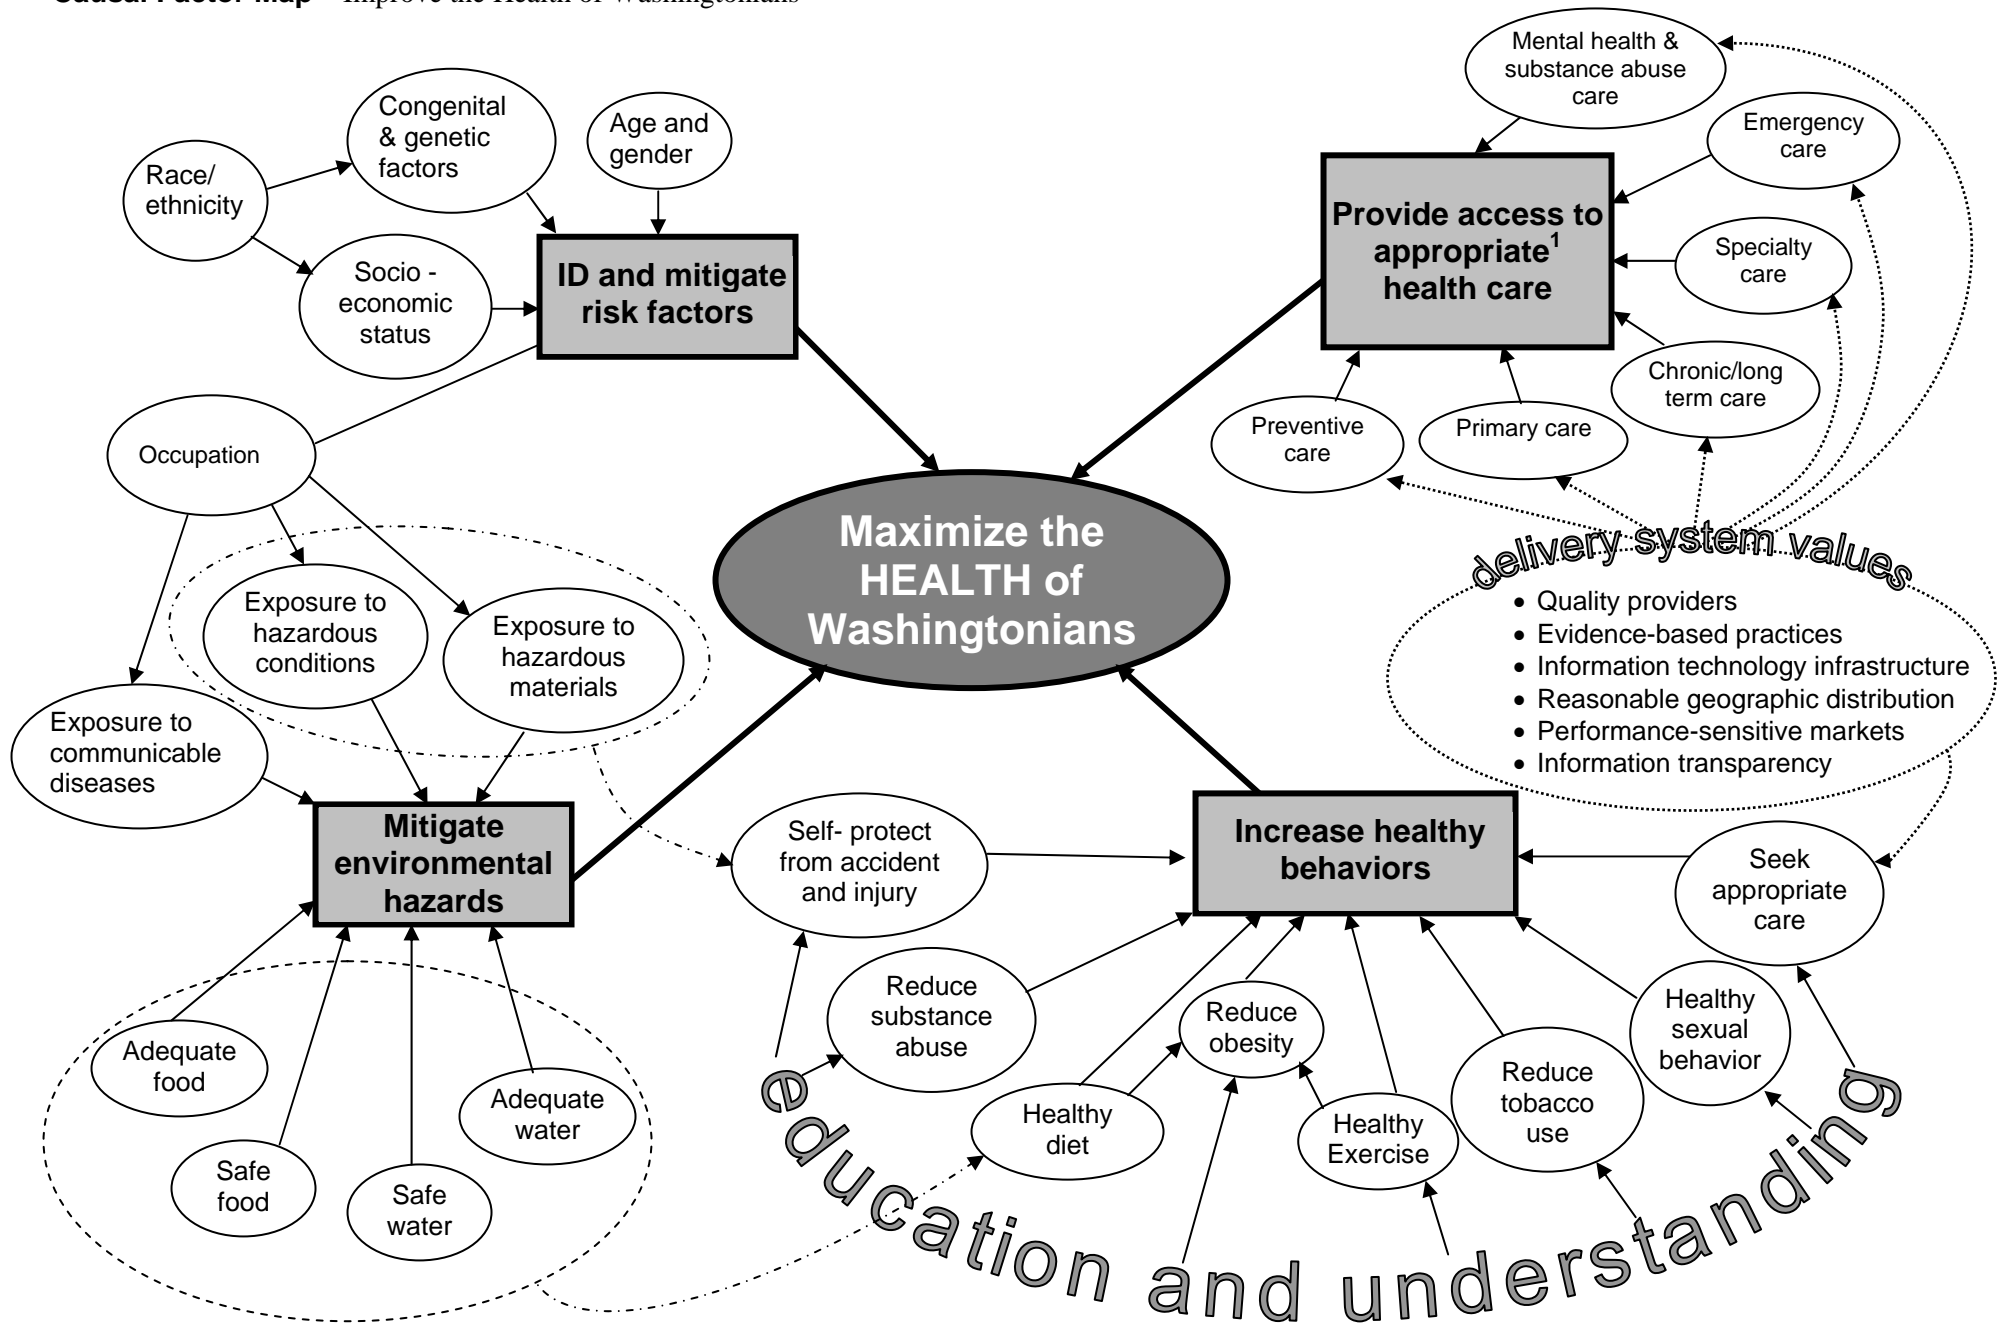 Causal Factor Map – Improve the Health of Washingtonians
Mental health &
substance abuse
care
Congenital
& genetic
factors
Age and
gender
Emergency
care
Race/
ethnicity
Provide access to
appropriate1
health care
Specialty
care
ID and mitigate
risk factors
Socio -
economic
status
Chronic/long
term care
Preventive
care
Primary care
Occupation
Maximize the
HEALTH of
Washingtonians
delivery system values
• Quality providers
• Evidence-based practices
• Information technology infrastructure
• Reasonable geographic distribution
• Performance-sensitive markets
• Information transparency
Exposure to
hazardous
conditions
Exposure to
hazardous
materials
Exposure to
communicable
diseases
Mitigate
environmental
hazards
Self- protect
from accident
and injury
Increase healthy
behaviors
Seek
appropriate
care
Reduce
substance
abuse
Reduce
obesity
Healthy
sexual
behavior
Adequate
food
Adequate
water
Healthy
diet
Healthy
Exercise
Reduce
tobacco
use
Safe
food
Safe
water
education and understanding